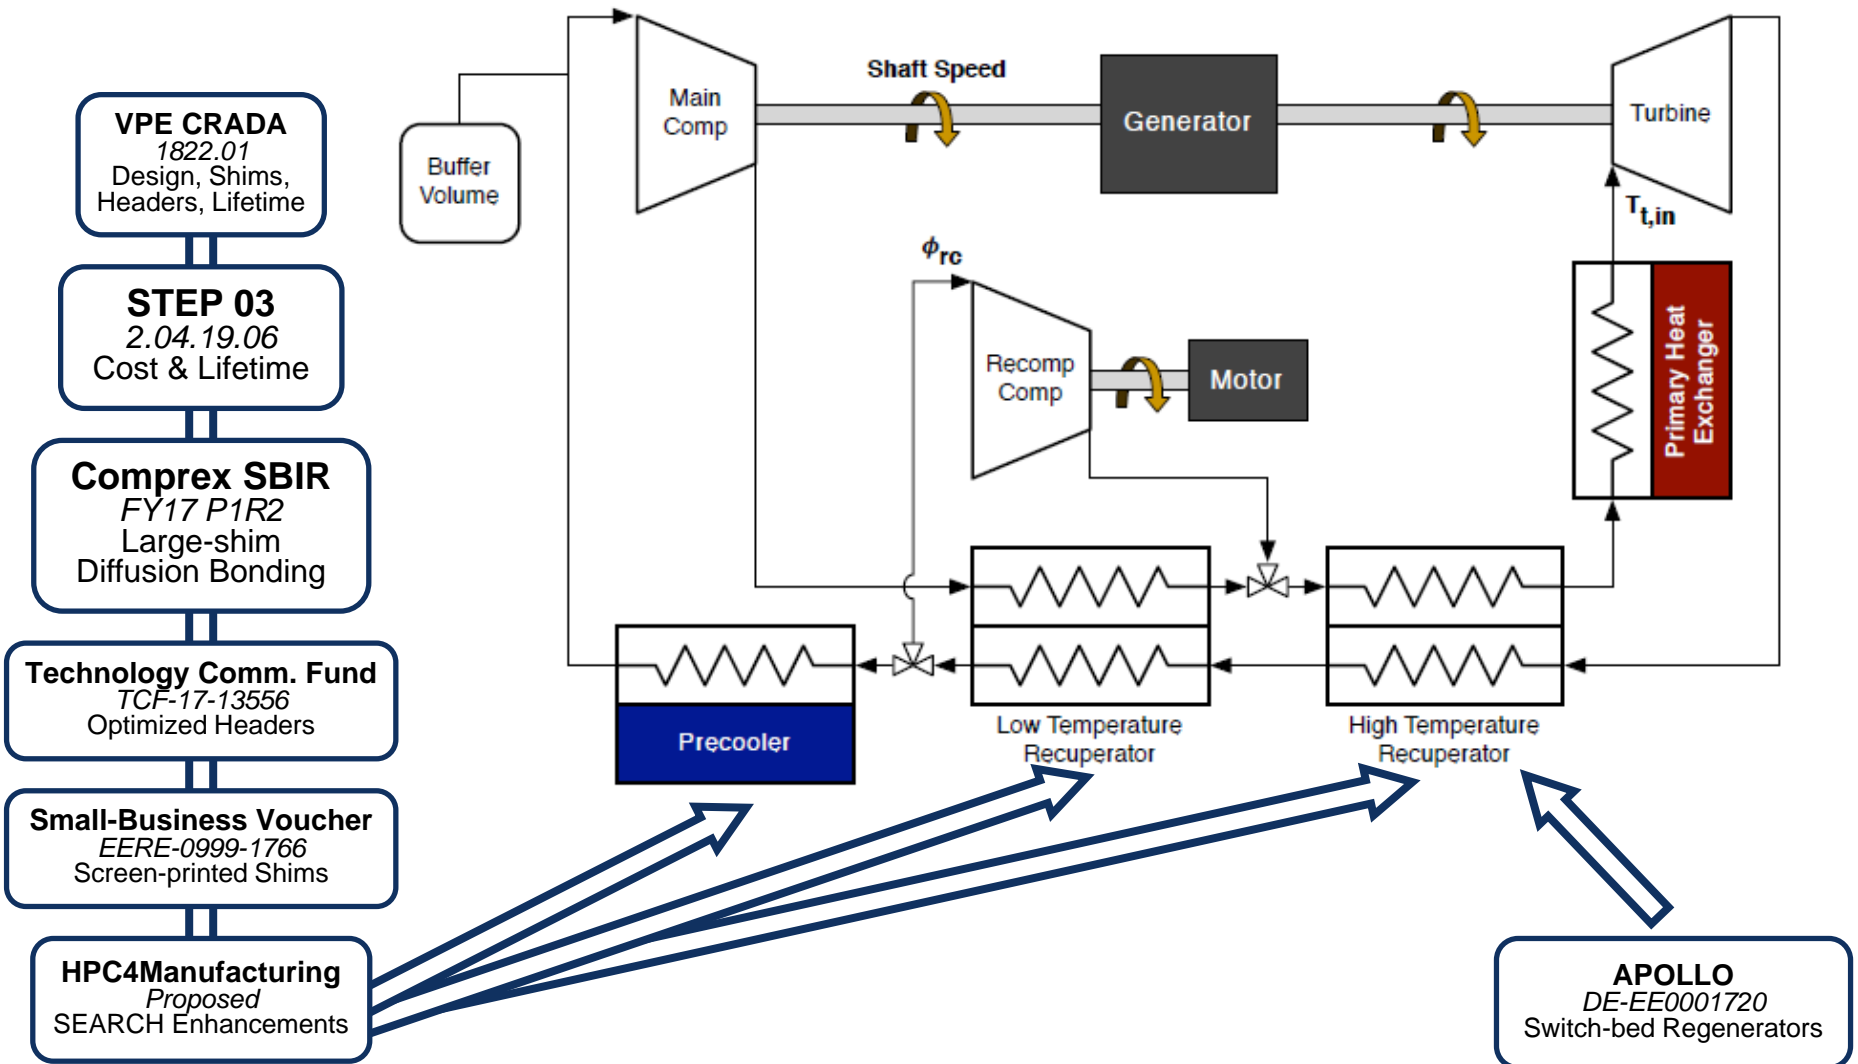 VPE CRADA
1822.01
Design, Shims,
Headers, Lifetime
STEP 03
2.04.19.06
Cost & Lifetime
Comprex SBIR
FY17 P1R2
Large-shim
Diffusion Bonding
Technology Comm. Fund
TCF-17-13556
Optimized Headers
Small-Business Voucher
EERE-0999-1766
Screen-printed Shims
HPC4Manufacturing
Proposed
SEARCH Enhancements
Buffer
Volume
Main
Comp
Shaft Speed
Generator
Turbine
T_t,in
ϕ_rc
Recomp
Comp
Motor
Primary Heat
Exchanger
Precooler
Low Temperature
Recuperator
High Temperature
Recuperator
APOLLO
DE-EE0001720
Switch-bed Regenerators